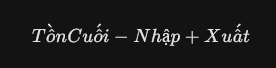 TồnCuối − Nhập + Xuất